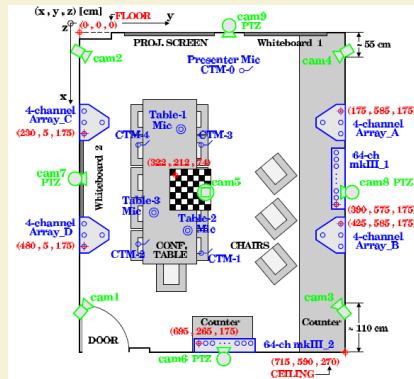 (x, y, z) [cm]
(0, 0, 0)
FLOOR
y
cam9
PTZ
z
PROJ. SCREEN
Whiteboard 1
~ 55 cm
cam2
Presenter Mic
CTM-0
cam4
x
4-channel
Array_C
(230, 5, 175)
Table-1
Mic
CTM-4
CTM-3
(175, 585, 175)
4-channel
Array_A
64-ch
mkIII_1
(322, 212, 74)
cam7
PTZ
Whiteboard 2
cam5
cam8 PTZ
Table-3
Mic
(390, 575, 175)
(425, 585, 175)
4-channel
Array_D
(480, 5, 175)
Table-2
Mic
4-channel
Array_B
CTM-2
CONF.
TABLE
CHAIRS
CTM-1
cam1
cam3
Counter
Counter
(695, 265, 175)
~ 110 cm
DOOR
64-ch mkIII_2
cam6 PTZ
(715, 590, 270)
CEILING